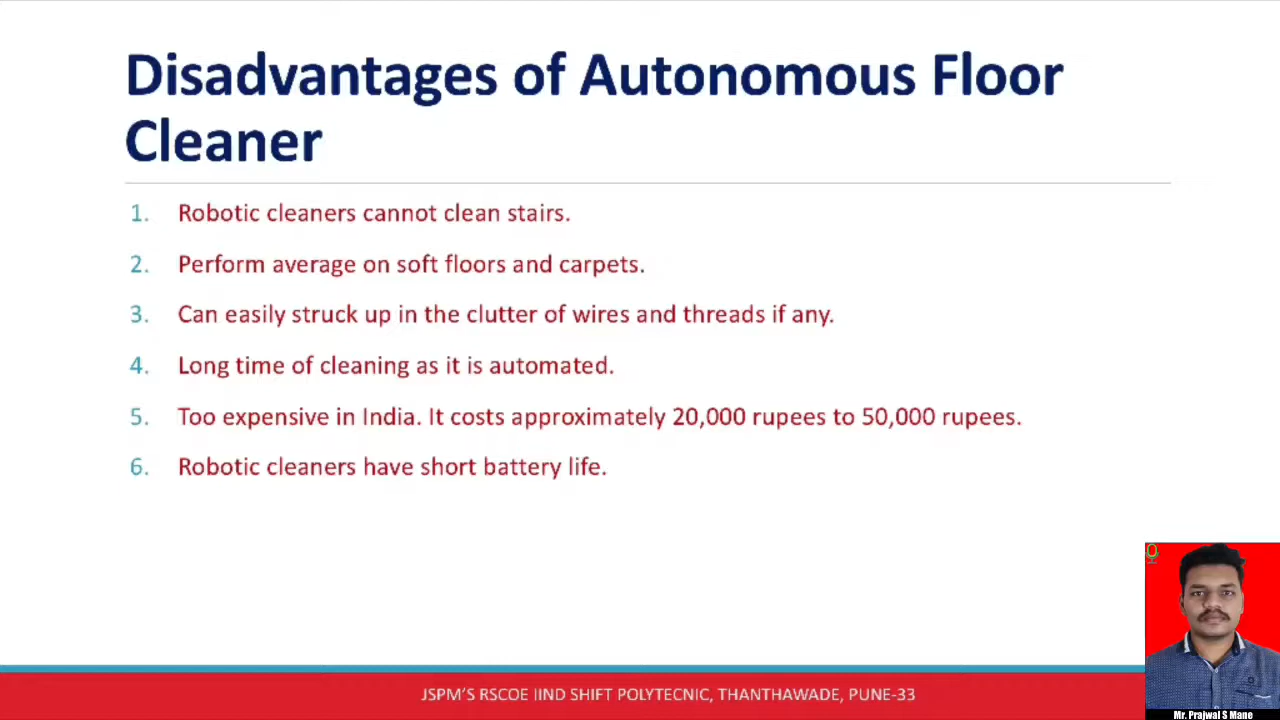 Disadvantages of Autonomous Floor
Cleaner
1. Robotic cleaners cannot clean stairs.
2. Perform average on soft floors and carpets.
3. Can easily struck up in the clutter of wires and threads if any.
4. Long time of cleaning as it is automated.
5. Too expensive in India. It costs approximately 20,000 rupees to 50,000 rupees.
6. Robotic cleaners have short battery life.
JSPM'S RSCOE IIND SHIFT POLYTECNIC, THANTHAWADE, PUNE-33
Mr. Prajwal S Mane